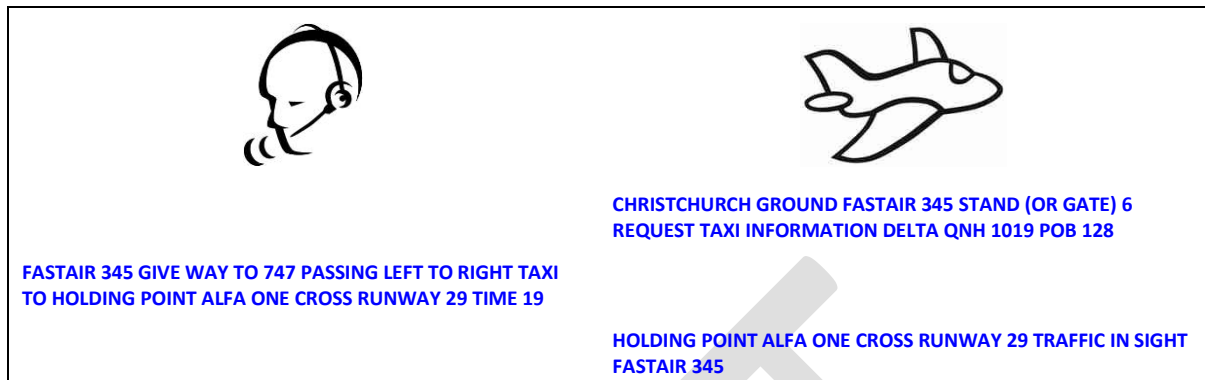 CHRISTCHURCH GROUND FASTAIR 345 STAND (OR GATE) 6
REQUEST TAXI INFORMATION DELTA QNH 1019 POB 128
FASTAIR 345 GIVE WAY TO 747 PASSING LEFT TO RIGHT TAXI
TO HOLDING POINT ALFA ONE CROSS RUNWAY 29 TIME 19
HOLDING POINT ALFA ONE CROSS RUNWAY 29 TRAFFIC IN SIGHT
FASTAIR 345